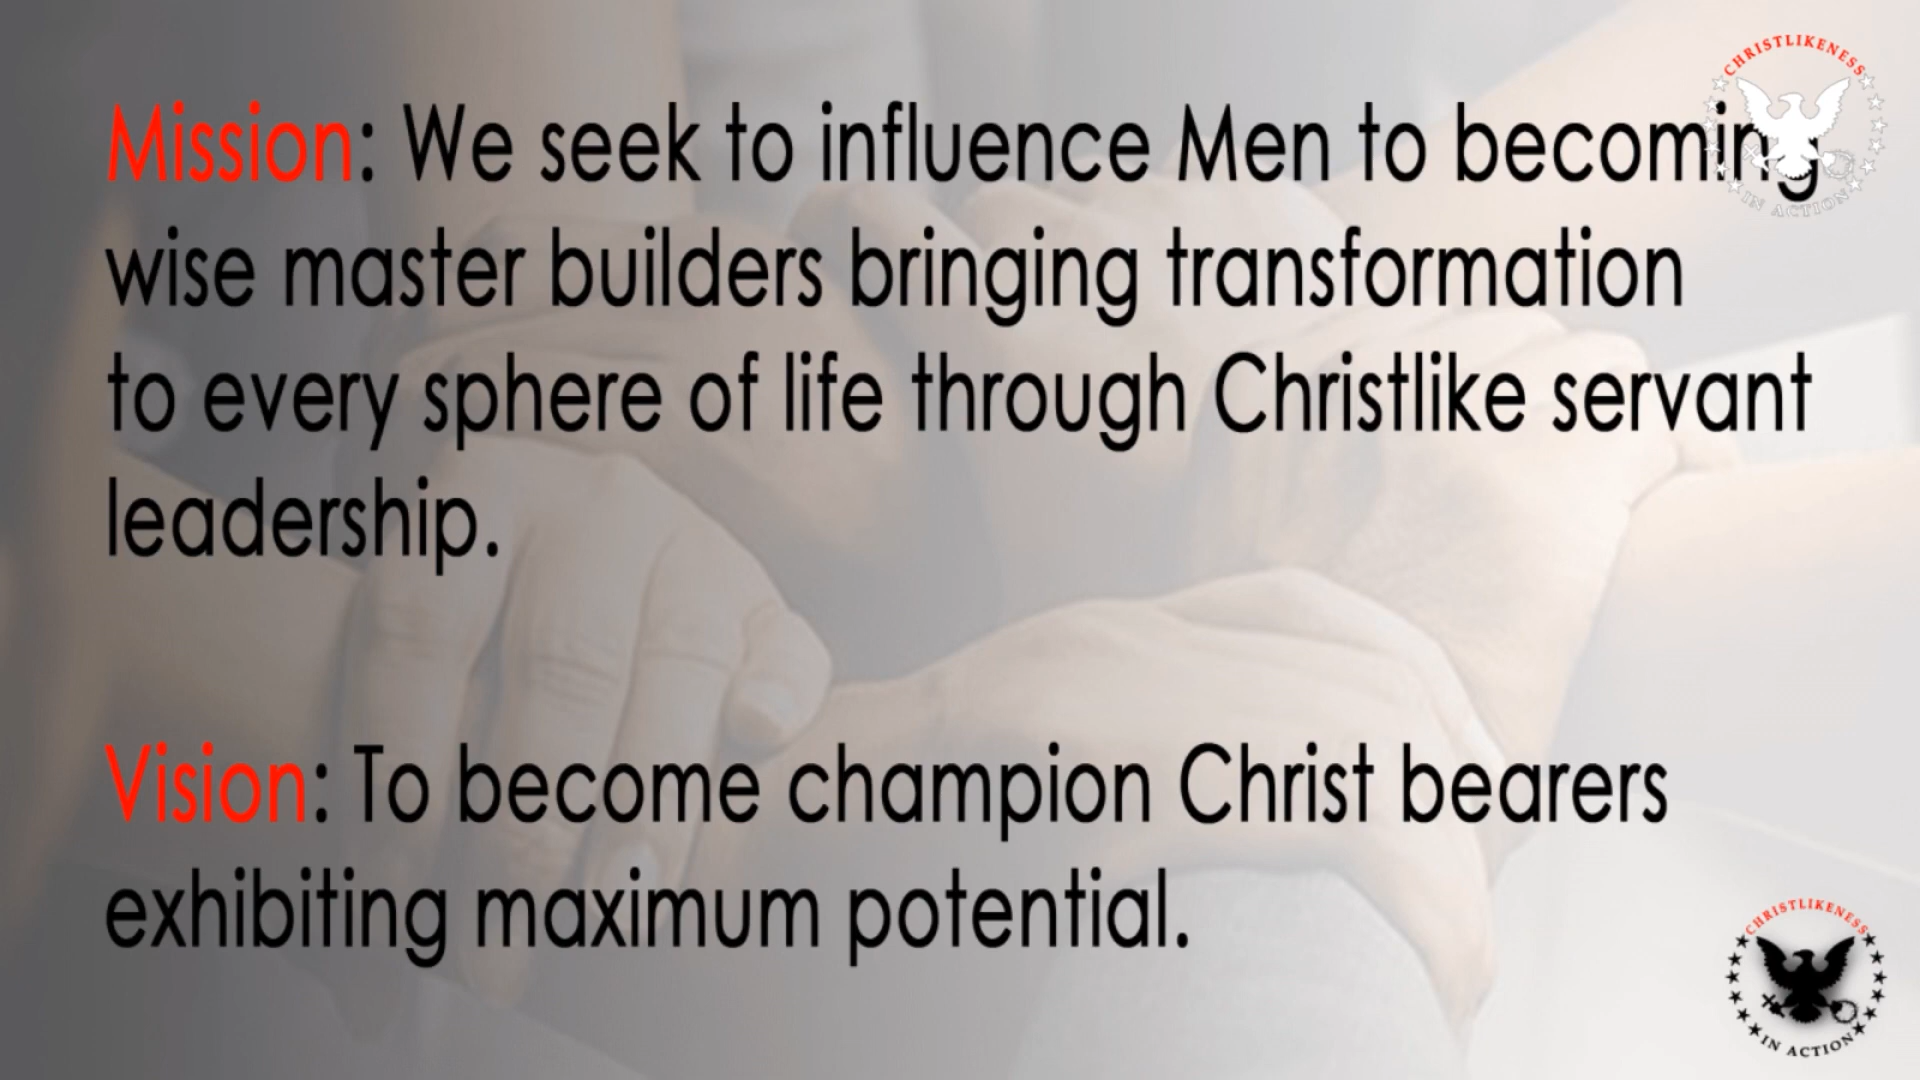 CHRISTLIKENESS
Mission: We seek to influence Men to becoming
IN ACTION
wise master builders bringing transformation
to every sphere of life through Christlike servant
leadership.
Vision: To become champion Christ bearers
exhibiting maximum potential.
CHRISTLIKENESS
IN ACTION